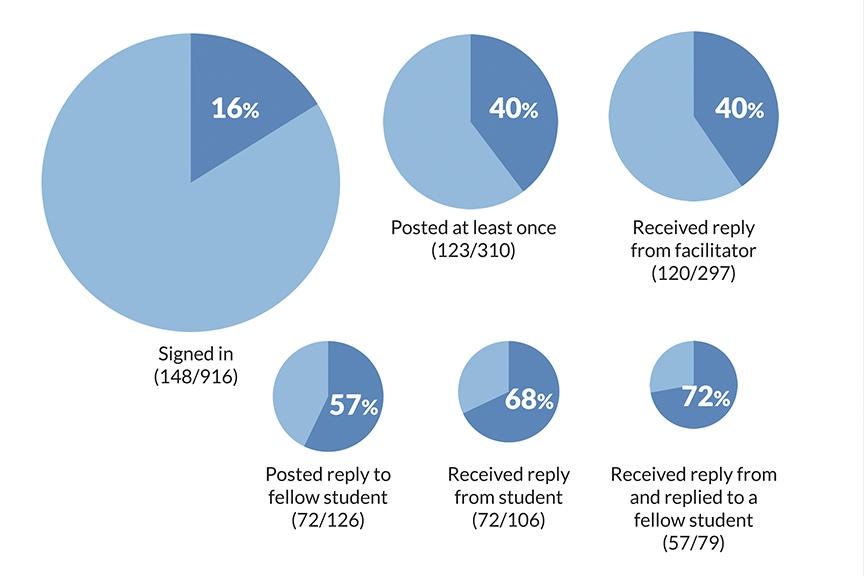 16%
Signed in
(148/916)
40%
Posted at least once
(123/310)
40%
Received reply
from facilitator
(120/297)
57%
Posted reply to
fellow student
(72/126)
68%
Received reply
from student
(72/106)
72%
Received reply from
and replied to a
fellow student
(57/79)